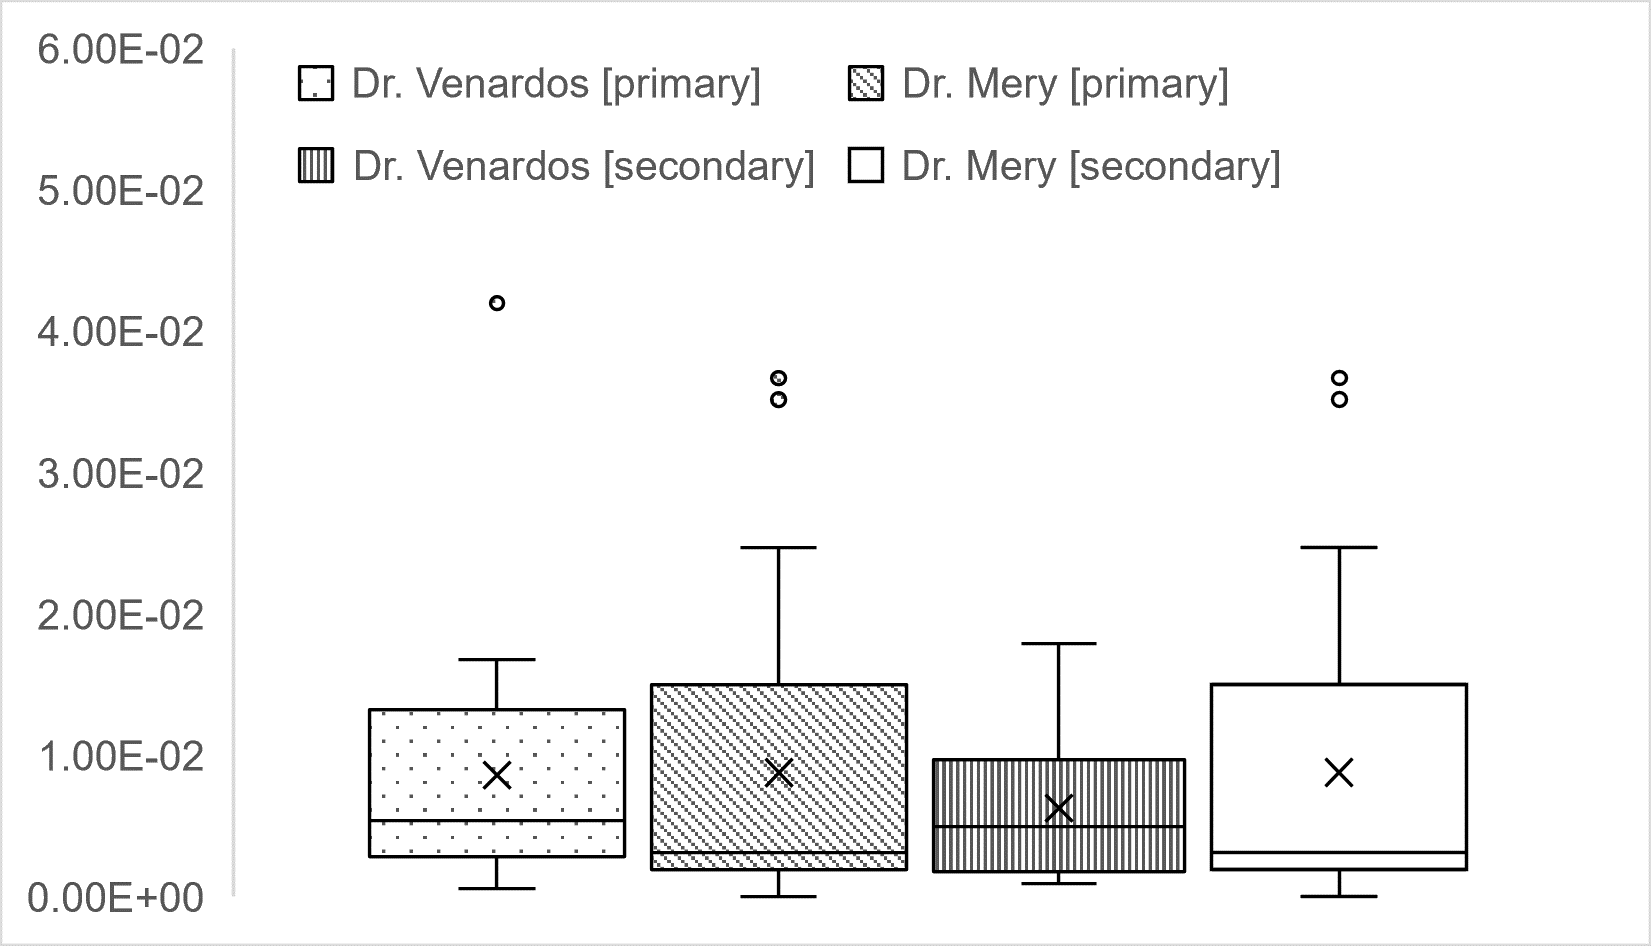 6.00E-02
Dr. Venardos [primary]
Dr. Mery [primary]
Dr. Venardos [secondary]
Dr. Mery [secondary]
5.00E-02
4.00E-02
3.00E-02
2.00E-02
1.00E-02
0.00E+00